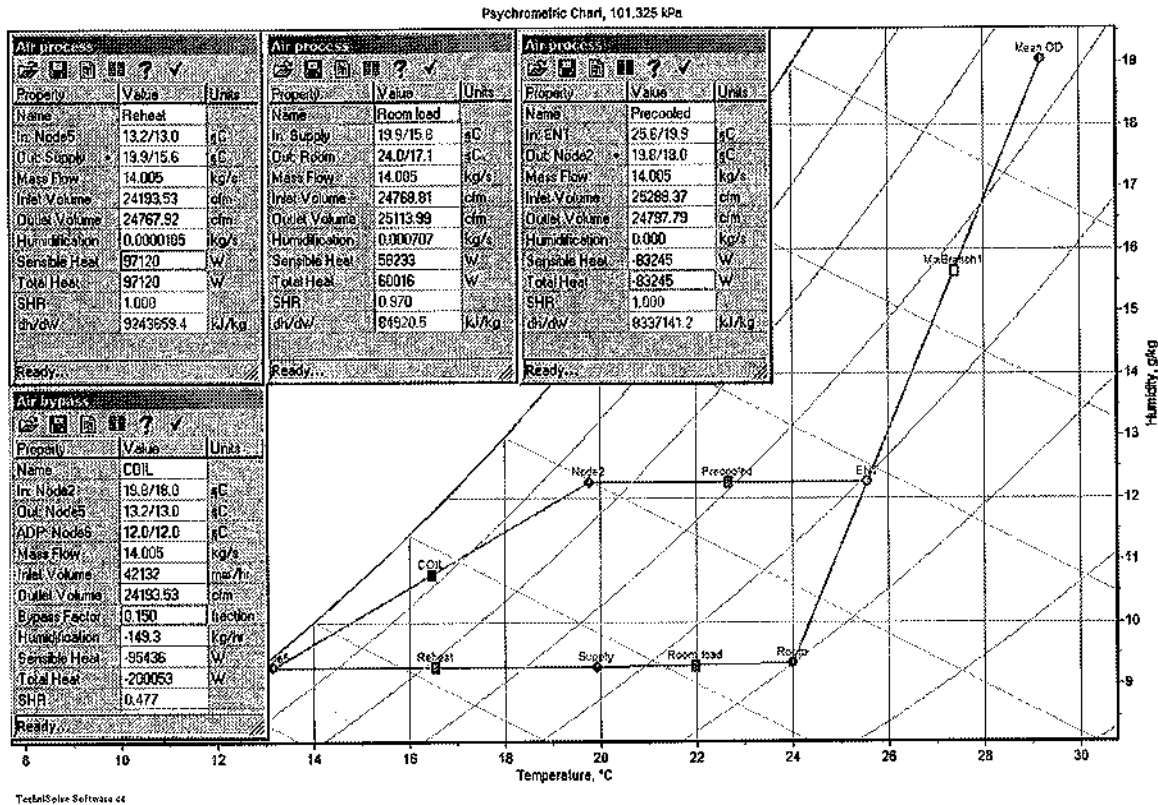 Psychrometric Chart, 101.325 kPa
Air process
Property Value Units
Name Reheat
In: Node5 13.2/13.0 °C
Out: Supply 19.9/15.6 °C
Mass Flow 14.005 kg/s
Inlet Volume 24193.53 cfm
Outlet Volume 24767.92 cfm
Humidification 0.0000105 kg/s
Sensible Heat 97120 W
Total Heat 97120 W
SHR 1.000
dh/dW 9243659.4 kJ/kg
Ready...
Air process
Property Value Units
Name Room load
In: Supply 19.9/15.6 °C
Out: Room 24.0/17.1 °C
Mass Flow 14.005 kg/s
Inlet Volume 24768.81 cfm
Outlet Volume 25113.99 cfm
Humidification 0.000707 kg/s
Sensible Heat 58233 W
Total Heat 60016 W
SHR 0.970
dh/dW 84920.5 kJ/kg
Ready...
Air process
Property Value Units
Name Precooled
In: EN1 25.6/19.9 °C
Out: Node2 19.8/18.0 °C
Mass Flow 14.005 kg/s
Inlet Volume 25289.37 cfm
Outlet Volume 24797.79 cfm
Humidification 0.000 kg/s
Sensible Heat -83245 W
Total Heat -83245 W
SHR 1.000
dh/dW 8337141.2 kJ/kg
Ready...
Air bypass
Property Value Units
Name COIL
In: Node2 19.8/18.0 °C
Out: Node5 13.2/13.0 °C
ADP: Node6 12.0/12.0 °C
Mass Flow 14.005 kg/s
Inlet Volume 42132
Outlet Volume 24193.53 cfm
Bypass Factor 0.150 fraction
Humidification -149.3 kg/hr
Sensible Heat -95436 W
Total Heat -200053 W
SHR 0.477
Ready...
Mean OD
MixBranch1
Node2 Precooled
COIL
Reheat Supply Room load Room
19
18
17
16
15
14
13
12
11
10
9
Humidity, g/kg
8 10 12 14 16 18 20 22 24 26 28 30
Temperature, °C
TechniSolve Software cc